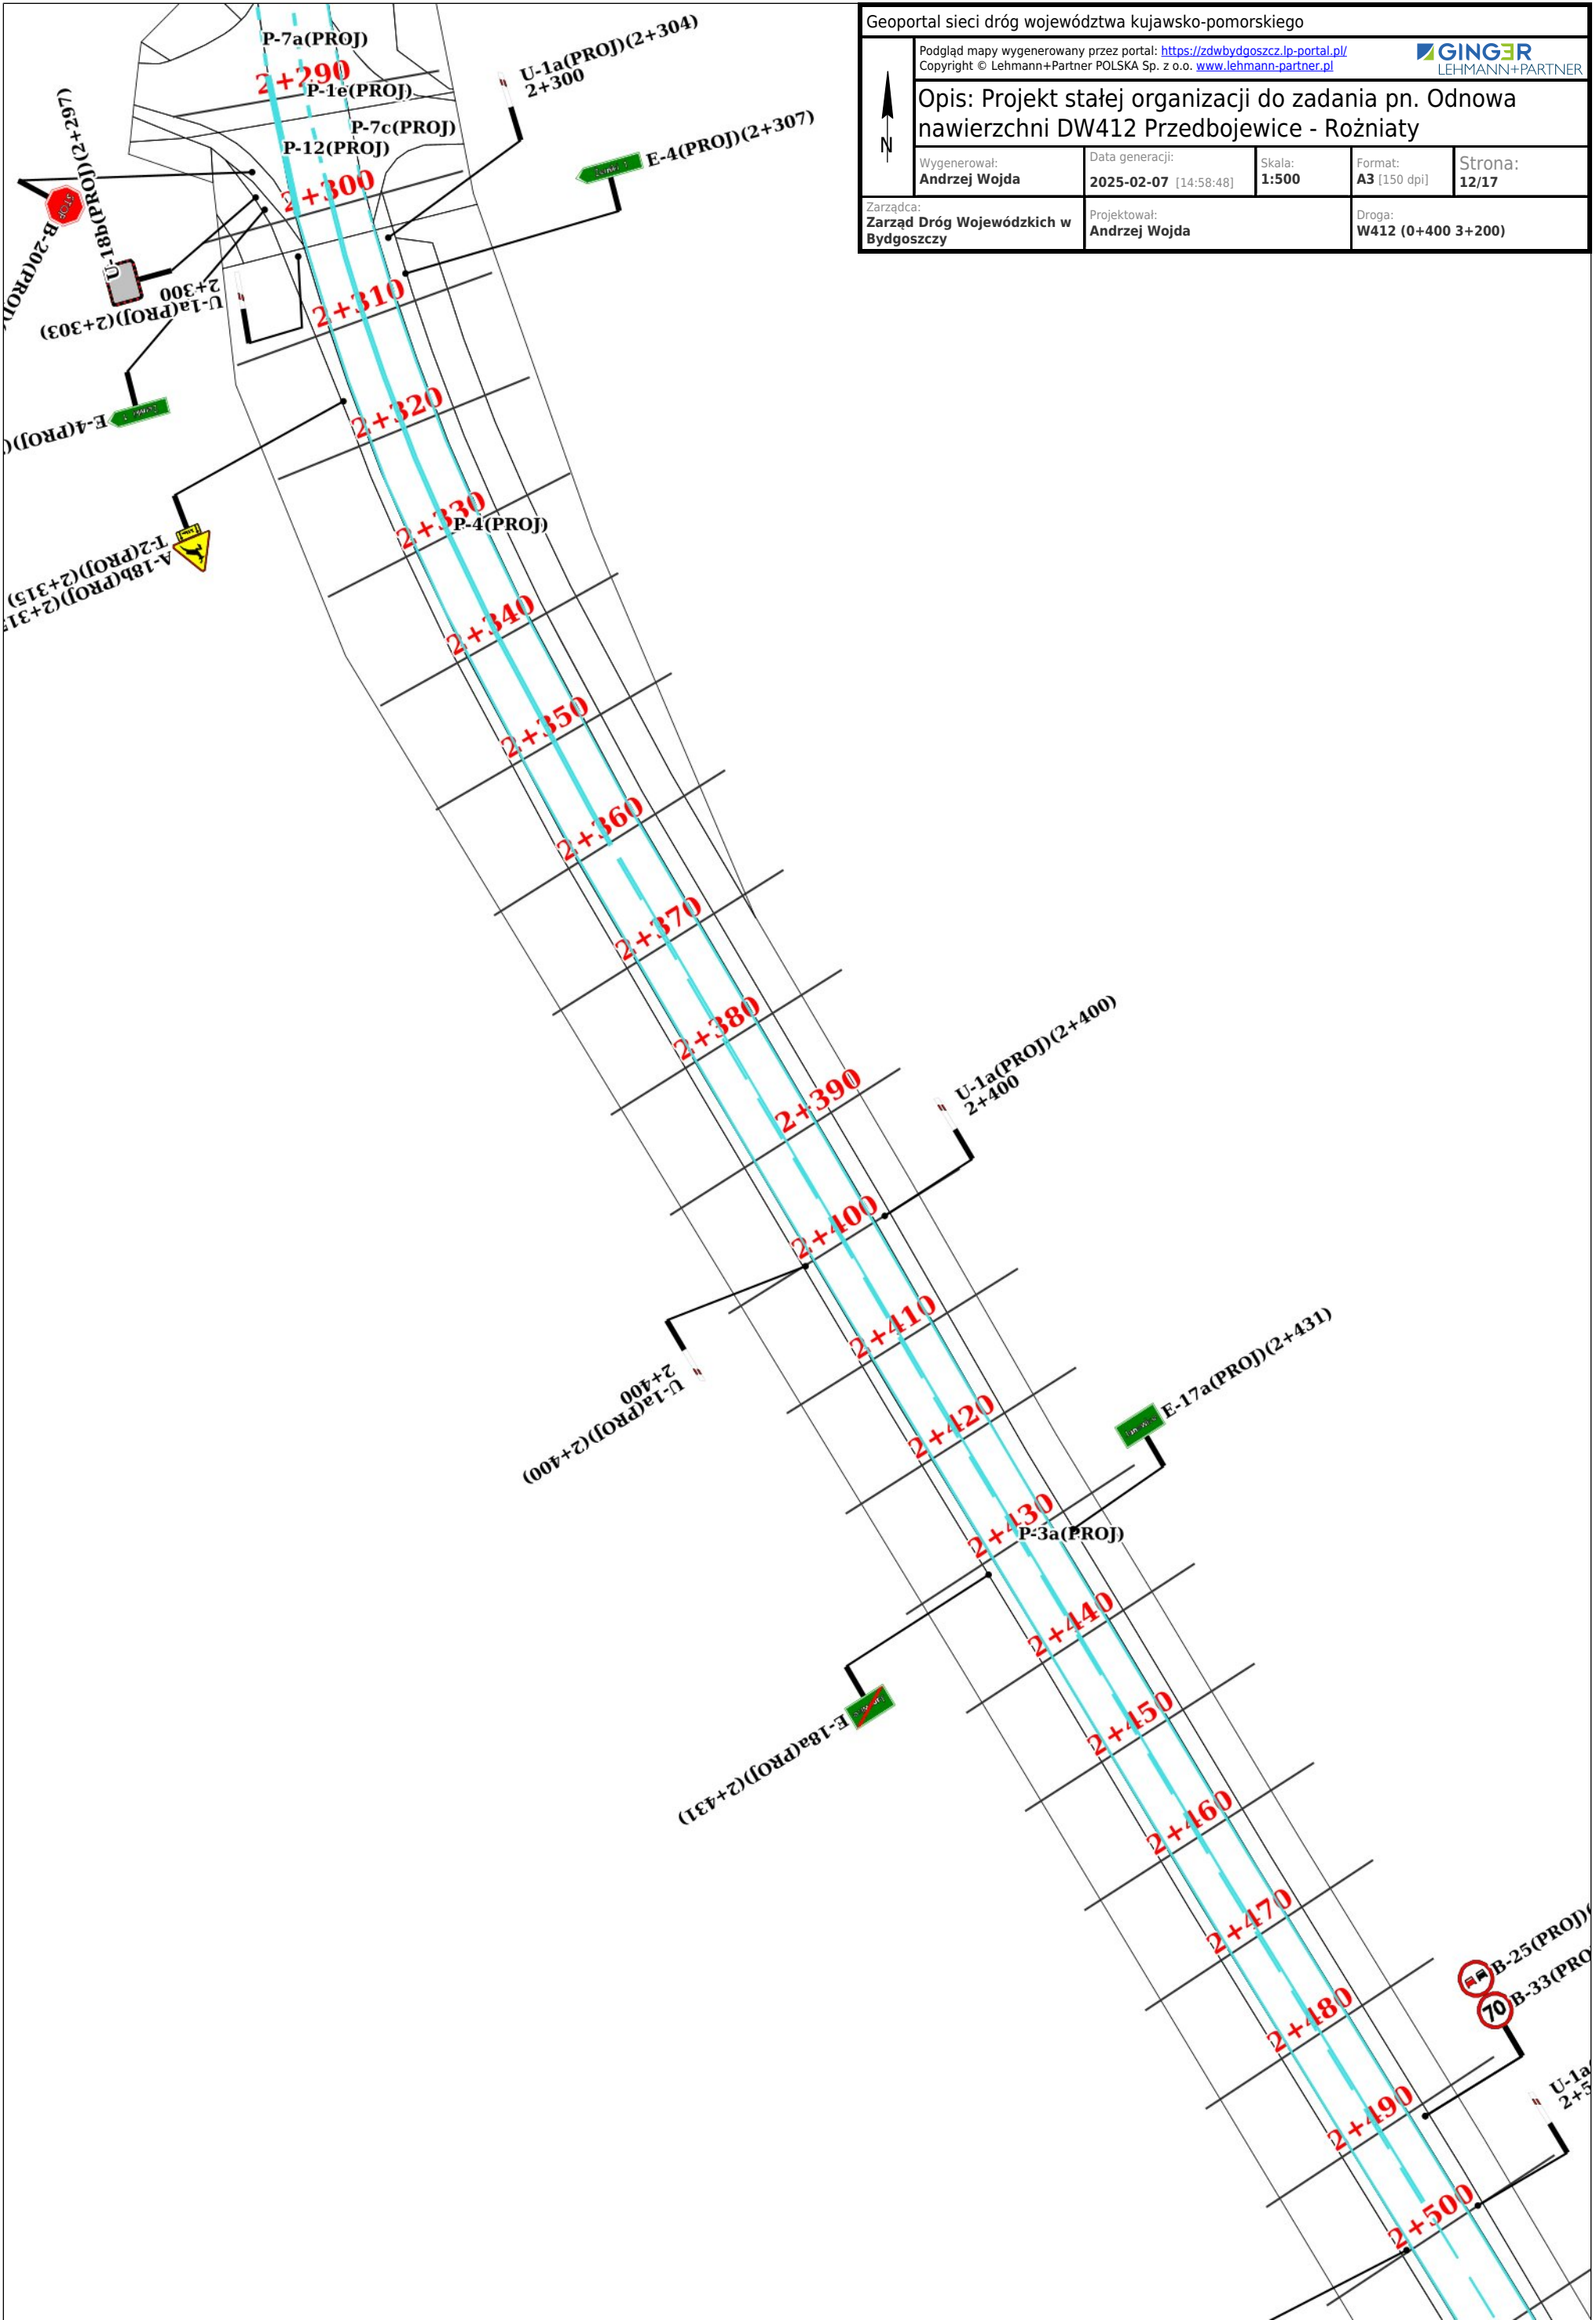 Geoportal sieci dróg województwa kujawsko-pomorskiego
Podgląd mapy wygenerowany przez portal: https://zdwbydgoszcz.lp-portal.pl/
Copyright © Lehmann+Partner POLSKA Sp. z o.o. www.lehmann-partner.pl
GINGER
LEHMANN+PARTNER
N
Opis: Projekt stałej organizacji do zadania pn. Odnowa
nawierzchni DW412 Przedbojewice - Rożniaty
Wygenerował:
Andrzej Wojda
Data generacji:
2025-02-07 [14:58:48]
Skala:
1:500
Format:
A3 [150 dpi]
Strona:
12/17
Zarządca:
Zarząd Dróg Wojewódzkich w
Bydgoszczy
Projektował:
Andrzej Wojda
Droga:
W412 (0+400 3+200)
P-7a(PROJ)
2+290
P-1e(PROJ)
P-7c(PROJ)
P-12(PROJ)
2+300
U-1a(PROJ)(2+304)
2+300
E-4(PROJ)(2+307)
STOP
B-20(PROJ)(
U-18b(PROJ)(2+297)
2+300
U-1a(PROJ)(2+303)
2+310
E-4(PROJ)(
2+320
T-2(PROJ)(2+315)
A-18b(PROJ)(2+315
2+330
P-4(PROJ)
2+340
2+350
2+360
2+370
2+380
2+390
U-1a(PROJ)(2+400)
2+400
2+400
2+400
U-1a(PROJ)(2+400)
2+410
2+420
E-17a(PROJ)(2+431)
2+430
P-3a(PROJ)
2+440
E-18a(PROJ)(2+431)
2+450
2+460
2+470
B-25(PROJ)(
70
B-33(PRO
2+480
U-1a
2+5
2+490
2+500